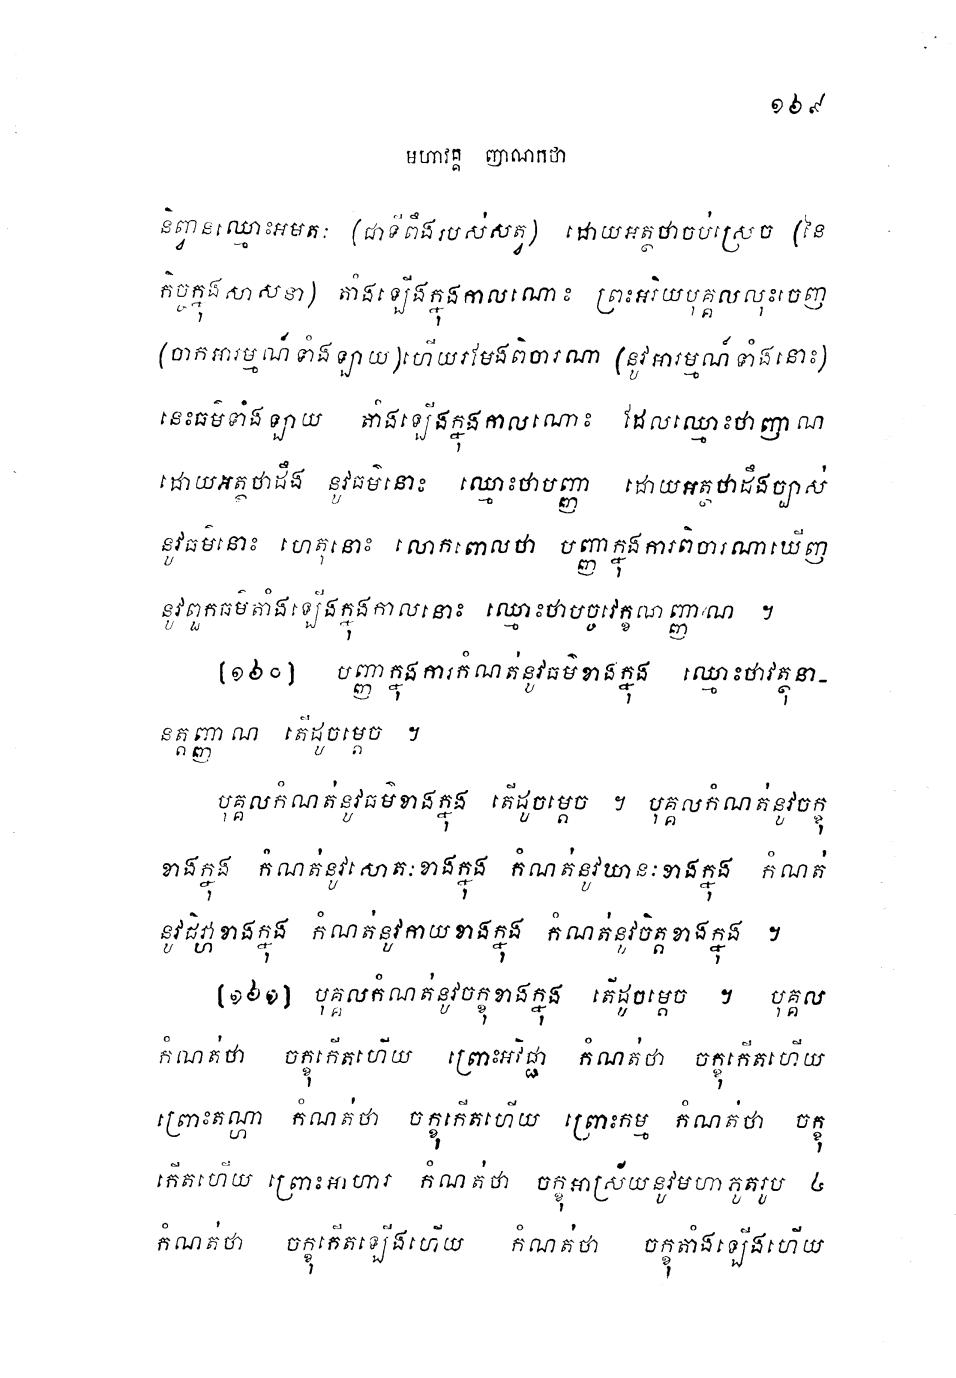 ១៦៩
មហាវគ្គ ញាណកថា
និព្វានឈ្មោះអមតៈ (ជាទីពឹងរបស់សត្វ) ដោយអត្ថថាចប់ស្រេច (នៃ
កិច្ចក្នុងសាសនា) តាំងឡើងក្នុងកាលណោះ ព្រះអរិយបុគ្គលលុះចេញ
(ចាកអារម្មណ៍ទាំងឡាយ)ហើយរមែងពិចារណា (នូវអារម្មណ៍ទាំងនោះ)
នេះធម៌ទាំងឡាយ តាំងឡើងក្នុងកាលណោះ ដែលឈ្មោះថាញាណ
ដោយអត្ថថាដឹង នូវធម៌នោះ ឈ្មោះថាបញ្ញា ដោយអត្ថថាដឹងច្បាស់
នូវធម៌នោះ ហេតុនោះ លោកពោលថា បញ្ញាក្នុងការពិចារណាឃើញ
នូវពួកធម៌តាំងឡើងក្នុងកាលនោះ ឈ្មោះថាបច្ចវេក្ខណញ្ញាណ ។
[១៦០] បញ្ញាក្នុងការកំណត់នូវធម៌ខាងក្នុង ឈ្មោះថាវត្ថុនា-
នត្តញ្ញាណ តើដូចម្តេច ។
បុគ្គលកំណត់នូវធម៌ខាងក្នុង តើដូចម្តេច ។ បុគ្គលកំណត់នូវចក្ខុ
ខាងក្នុង កំណត់នូវសោតៈខាងក្នុង កំណត់នូវឃានៈខាងក្នុង កំណត់
នូវជិវ្ហាខាងក្នុង កំណត់នូវកាយខាងក្នុង កំណត់នូវចិត្តខាងក្នុង ។
[១៦១] បុគ្គលកំណត់នូវចក្ខុខាងក្នុង តើដូចម្តេច ។ បុគ្គល
កំណត់ថា ចក្ខុកើតហើយ ព្រោះអវិជ្ជា កំណត់ថា ចក្ខុកើតហើយ
ព្រោះតណ្ហា កំណត់ថា ចក្ខុកើតហើយ ព្រោះកម្ម កំណត់ថា ចក្ខុ
កើតហើយ ព្រោះអាហារ កំណត់ថា ចក្ខុអាស្រ័យនូវមហាភូតរូប ៤
កំណត់ថា ចក្ខុកើតឡើងហើយ កំណត់ថា ចក្ខុតាំងឡើងហើយ